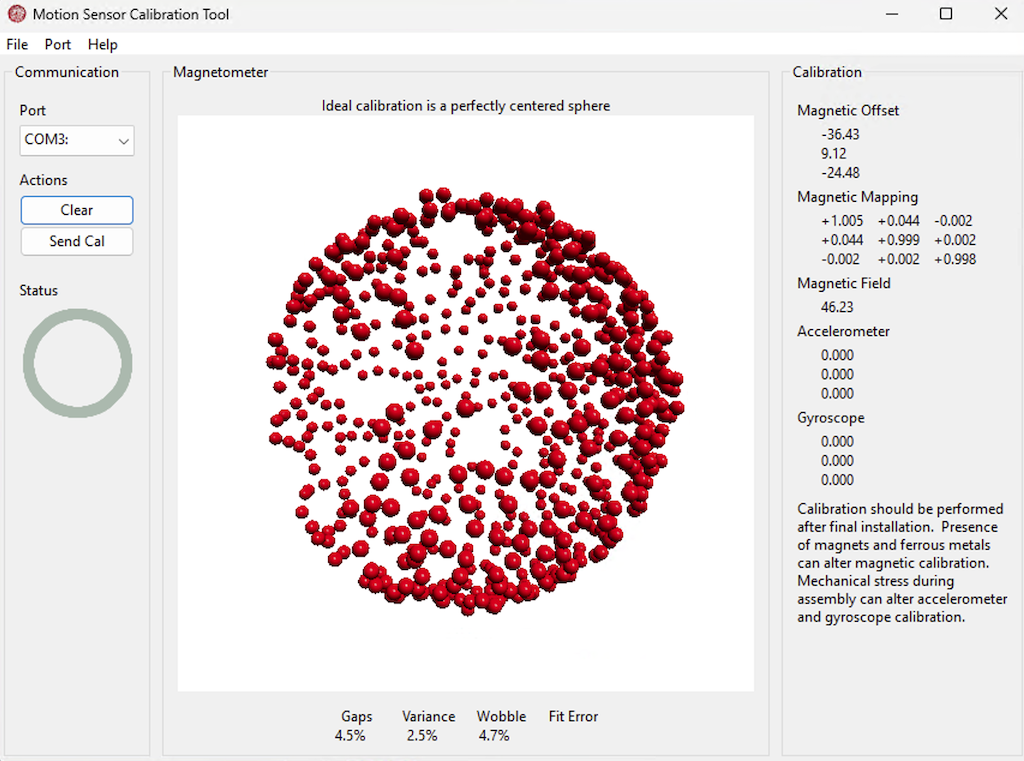 Motion Sensor Calibration Tool
File Port Help
Communication
Port
COM3:
Actions
Clear
Send Cal
Status
Magnetometer
Ideal calibration is a perfectly centered sphere
Gaps Variance Wobble Fit Error
4.5% 2.5% 4.7%
Calibration
Magnetic Offset
-36.43
9.12
-24.48
Magnetic Mapping
+1.005 +0.044 -0.002
+0.044 +0.999 +0.002
-0.002 +0.002 +0.998
Magnetic Field
46.23
Accelerometer
0.000
0.000
0.000
Gyroscope
0.000
0.000
0.000
Calibration should be performed
after final installation. Presence
of magnets and ferrous metals
can alter magnetic calibration.
Mechanical stress during
assembly can alter accelerometer
and gyroscope calibration.